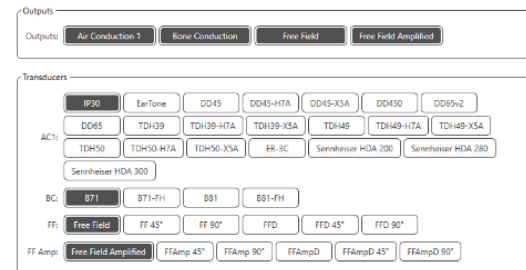 Outputs
Outputs: Air Conduction 1 Bone Conduction Free Field Free Field Amplified
Transducers
IP30 EarTone DD45 DD45-H7A DD45-X5A DD450 DD65v2
AC1: DD65 TDH39 TDH39-H7A TDH39-X5A TDH49 TDH49-H7A TDH49-X5A
TDH50 TDH50-H7A TDH50-X5A ER-3C Sennheiser HDA 200 Sennheiser HDA 280
Sennheiser HDA 300
BC: B71 B71-FH B81 B81-FH
FF: Free Field FF 45° FF 90° FFD FFD 45° FFD 90°
FF Amp: Free Field Amplified FFAmp 45° FFAmp 90° FFAmpD FFAmpD 45° FFAmpD 90°